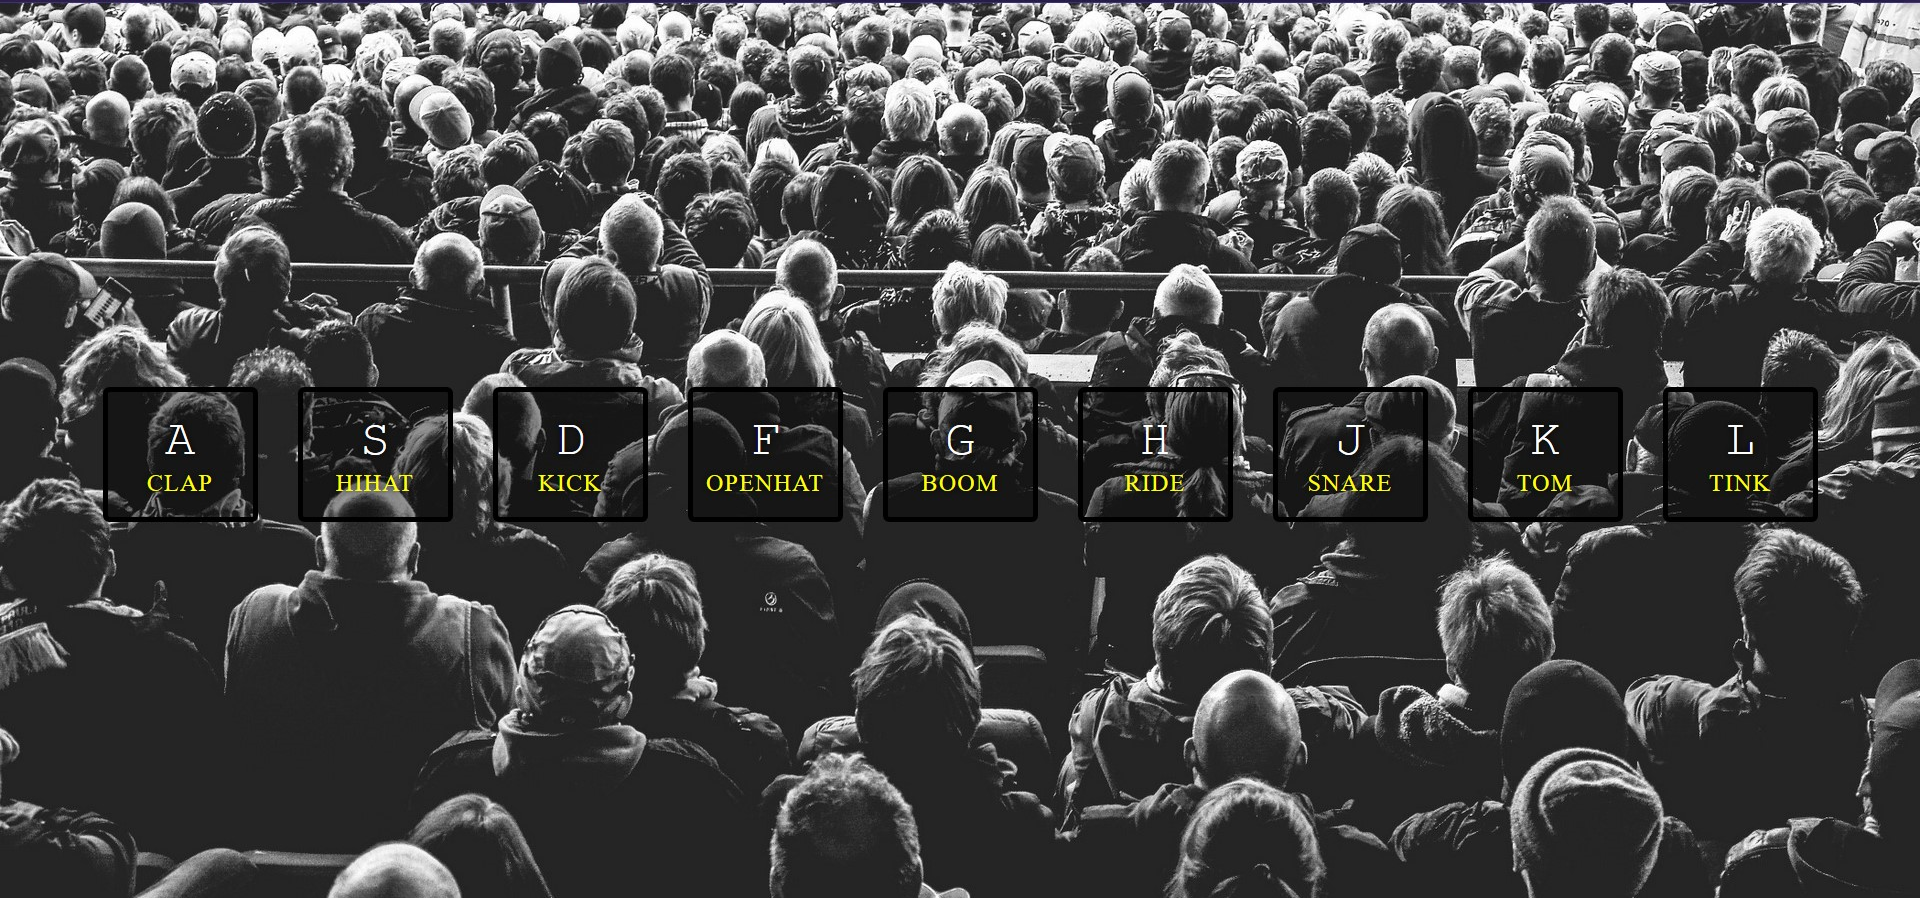 A S D F G H J K L
CLAP HIHAT KICK OPENHAT BOOM RIDE SNARE TOM TINK